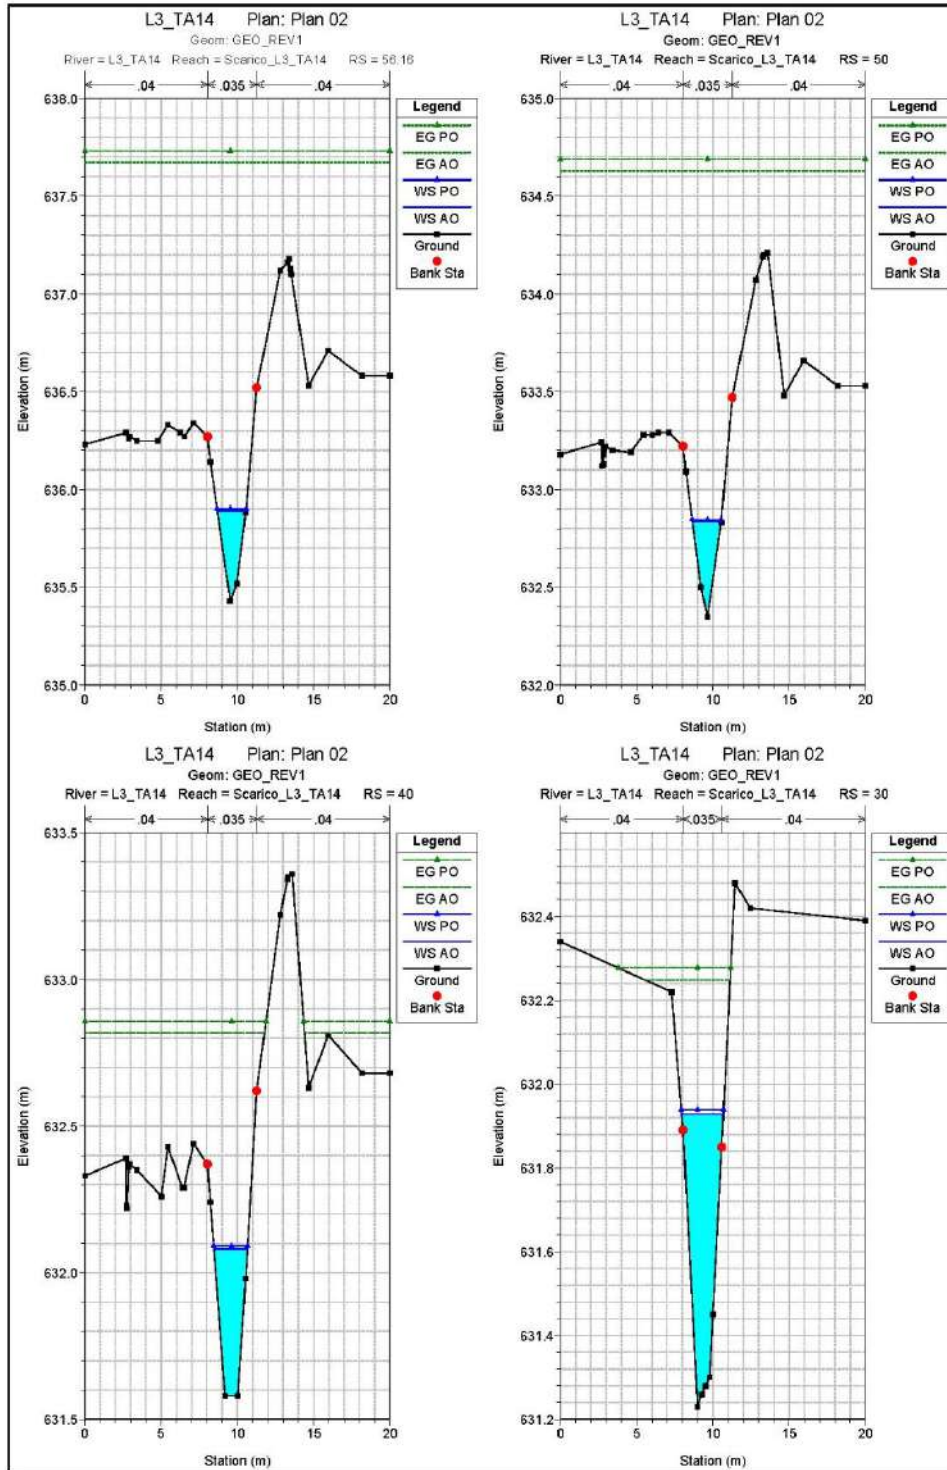 L3_TA14 Plan: Plan 02
Geom: GEO_REV1
River = L3_TA14 Reach = Scarico_L3_TA14 RS = 56.16
.04 .035 .04
638.0
637.5
637.0
636.5
636.0
635.5
635.0
Elevation (m)
0 5 10 15 20
Station (m)
Legend
EG PO
EG AO
WS PO
WS AO
Ground
Bank Sta
L3_TA14 Plan: Plan 02
Geom: GEO_REV1
River = L3_TA14 Reach = Scarico_L3_TA14 RS = 50
.04 .035 .04
635.0
634.5
634.0
633.5
633.0
632.5
632.0
Elevation (m)
0 5 10 15 20
Station (m)
Legend
EG PO
EG AO
WS PO
WS AO
Ground
Bank Sta
L3_TA14 Plan: Plan 02
Geom: GEO_REV1
River = L3_TA14 Reach = Scarico_L3_TA14 RS = 40
.04 .035 .04
633.5
633.0
632.5
632.0
631.5
Elevation (m)
0 5 10 15 20
Station (m)
Legend
EG PO
EG AO
WS PO
WS AO
Ground
Bank Sta
L3_TA14 Plan: Plan 02
Geom: GEO_REV1
River = L3_TA14 Reach = Scarico_L3_TA14 RS = 30
.04 .035 .04
632.4
632.2
632.0
631.8
631.6
631.4
631.2
Elevation (m)
0 5 10 15 20
Station (m)
Legend
EG PO
EG AO
WS PO
WS AO
Ground
Bank Sta